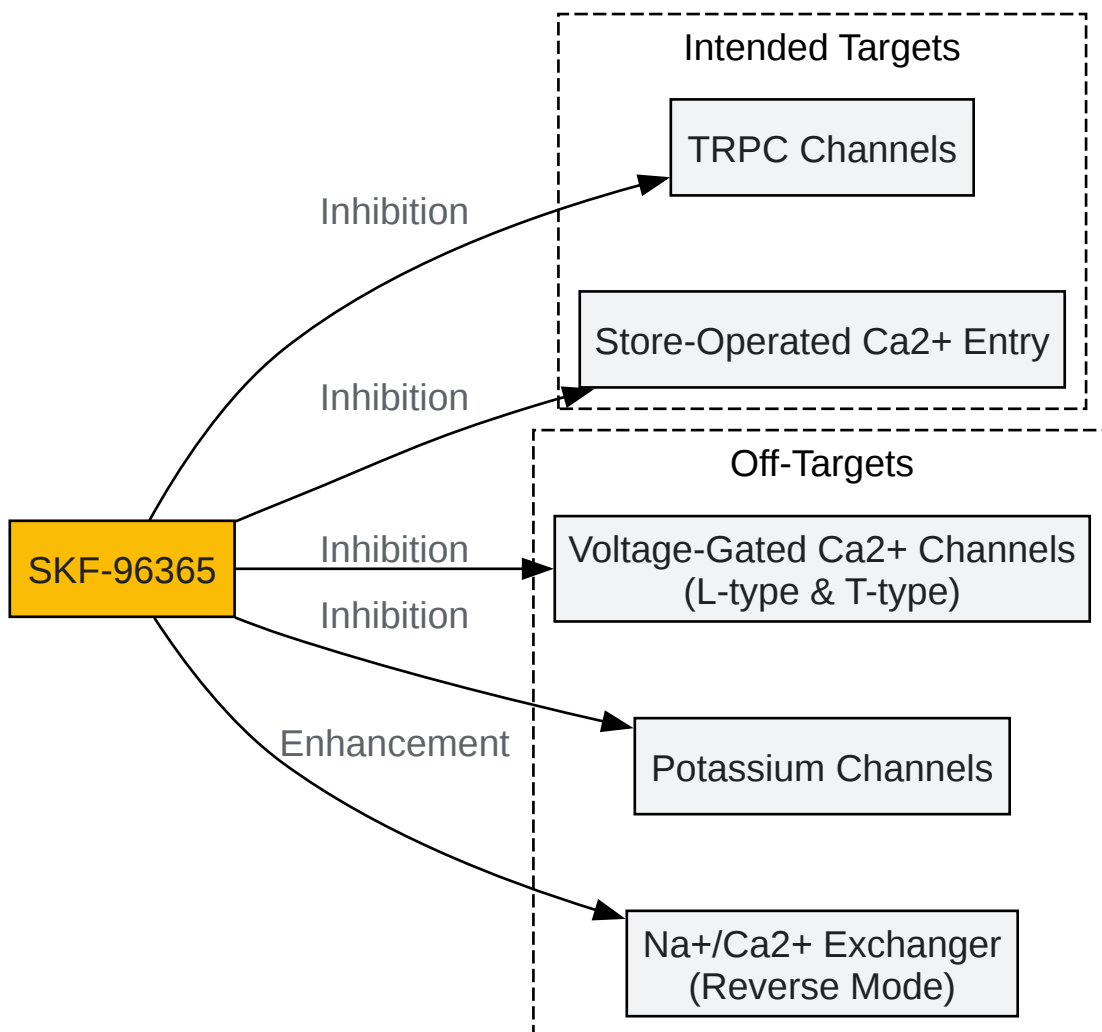 Intended Targets
TRPC Channels
Inhibition
Store-Operated Ca2+ Entry
Inhibition
Off-Targets
Voltage-Gated Ca2+ Channels
(L-type & T-type)
Inhibition
SKF-96365
Inhibition
Enhancement
Potassium Channels
Na+/Ca2+ Exchanger
(Reverse Mode)